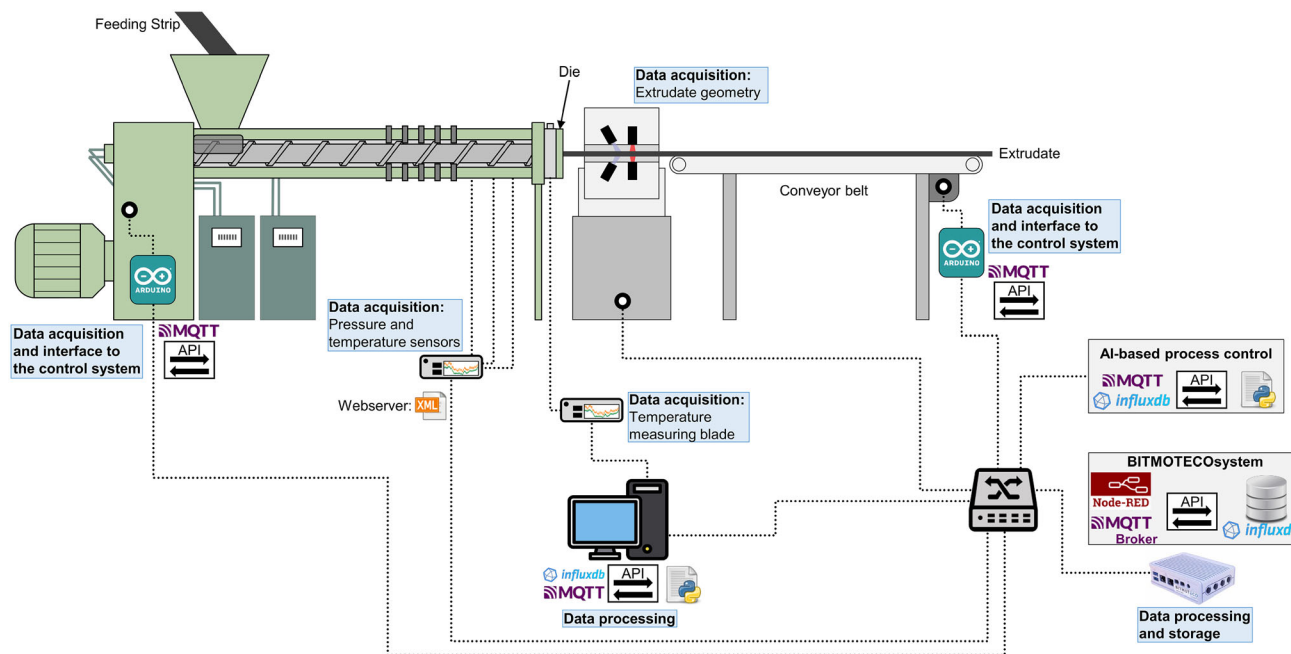 Feeding Strip
Die
Data acquisition:
Extrudate geometry
Extrudate
Conveyor belt
Data acquisition
and interface to
the control system
ARDUINO
MQTT
API
ARDUINO
Data acquisition
and interface to
the control system
MQTT
API
Data acquisition:
Pressure and
temperature sensors
Webserver:
XML
Data acquisition:
Temperature
measuring blade
AI-based process control
MQTT
influxdb
API
BITMOTECOsystem
Node-RED
MQTT
Broker
API
influxdb
influxdb
MQTT
API
Data processing
Data processing
and storage